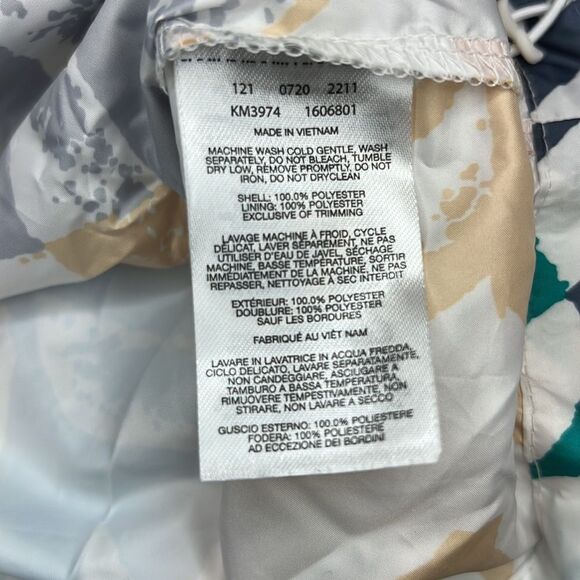 121 0720 2211
KM3974 1606801
MADE IN VIETNAM
MACHINE WASH COLD GENTLE, WASH
SEPARATELY, DO NOT BLEACH, TUMBLE
DRY LOW, REMOVE PROMPTLY, DO NOT
IRON, DO NOT DRYCLEAN
SHELL: 100.0% POLYESTER
LINING: 100% POLYESTER
EXCLUSIVE OF TRIMMING
LAVAGE MACHINE À FROID, CYCLE
DÉLICAT, LAVER SÉPARÉMENT, NE PAS
UTILISER D'EAU DE JAVEL, SÉCHAGE
MACHINE, BASSE TEMPÉRATURE, SORTIR
IMMÉDIATEMENT DE LA MACHINE, NE PAS
REPASSER, NETTOYAGE À SEC INTERDIT
EXTÉRIEUR: 100.0% POLYESTER
DOUBLURE: 100% POLYESTER
SAUF LES BORDURES
FABRIQUÉ AU VIÊT NAM
LAVARE IN LAVATRICE IN ACQUA FREDDA,
CICLO DELICATO, LAVARE SEPARATAMENTE,
NON CANDEGGIARE, ASCIUGARE A
TAMBURO A BASSA TEMPERATURA,
RIMUOVERE TEMPESTIVAMENTE, NON
STIRARE, NON LAVARE A SECCO
GUSCIO ESTERNO: 100.0% POLIESTERE
FODERA: 100% POLIESTERE
AD ECCEZIONE DEI BORDINI